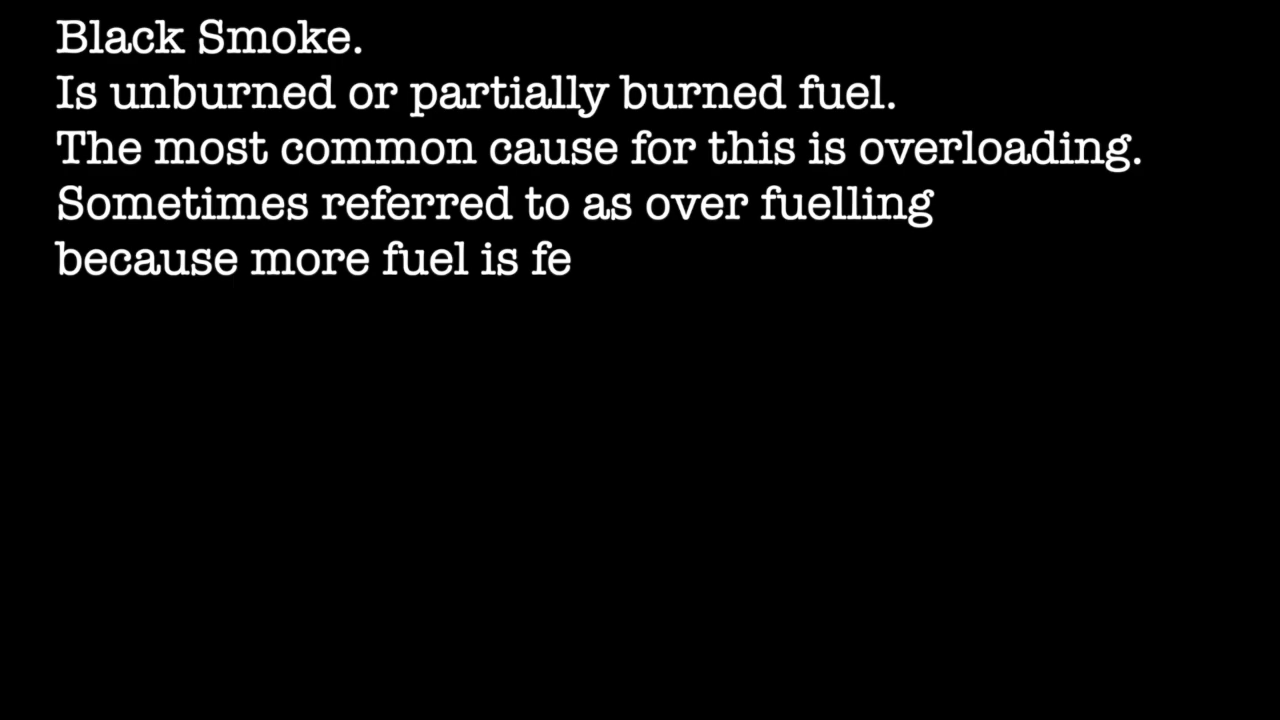 Black Smoke.
Is unburned or partially burned fuel.
The most common cause for this is overloading.
Sometimes referred to as over fuelling
because more fuel is fe